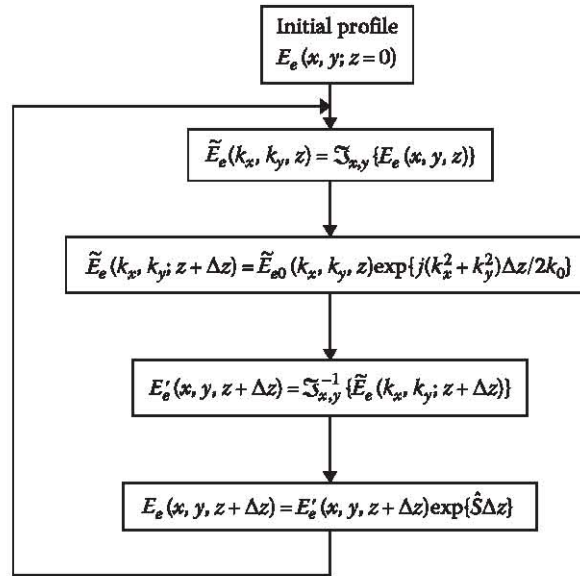 Initial profile
E_e(x, y; z = 0)
Ẽ_e(k_x, k_y, z) = ℑ_{x,y}{E_e(x, y, z)}
Ẽ_e(k_x, k_y; z + Δz) = Ẽ_{e0}(k_x, k_y, z)exp{j(k_x^2 + k_y^2)Δz/2k_0}
E′_e(x, y, z + Δz) = ℑ_{x,y}^{-1}{Ẽ_e(k_x, k_y; z + Δz)}
E_e(x, y, z + Δz) = E′_e(x, y, z + Δz)exp{ŜΔz}